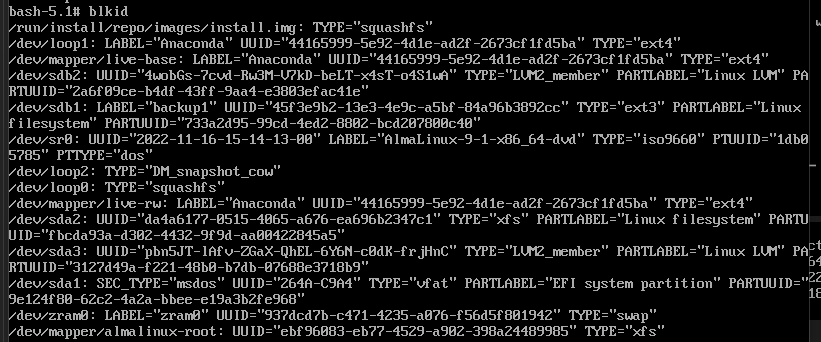 bash-5.1# blkid
/run/install/repo/images/install.img: TYPE="squashfs"
/dev/loop1: LABEL="Anaconda" UUID="44165999-5e92-4d1e-ad2f-2673cf1fd5ba" TYPE="ext4"
/dev/mapper/live-base: LABEL="Anaconda" UUID="44165999-5e92-4d1e-ad2f-2673cf1fd5ba" TYPE="ext4"
/dev/sdb2: UUID="4wobGs-7cvd-Rw3M-V7kD-beLT-x4sT-o4S1wA" TYPE="LVM2_member" PARTLABEL="Linux LVM" PA
RTUUID="2a6f09ce-b4df-43ff-9aa4-e3803efac41e"
/dev/sdb1: LABEL="backup1" UUID="45f3e9b2-13e3-4e9c-a5bf-84a96b3892cc" TYPE="ext3" PARTLABEL="Linux
filesystem" PARTUUID="733a2d95-99cd-4ed2-8802-bcd207800c40"
/dev/sr0: UUID="2022-11-16-15-14-13-00" LABEL="AlmaLinux-9-1-x86_64-dvd" TYPE="iso9660" PTUUID="1db0
05785" PTTYPE="dos"
/dev/loop2: TYPE="DM_snapshot_cow"
/dev/loop0: TYPE="squashfs"
/dev/mapper/live-rw: LABEL="Anaconda" UUID="44165999-5e92-4d1e-ad2f-2673cf1fd5ba" TYPE="ext4"
/dev/sda2: UUID="da4a6177-0515-4065-a676-ea696b2347c1" TYPE="xfs" PARTLABEL="Linux filesystem" PARTU
UID="fbcda93a-d302-4432-9f9d-aa00422845a5"
/dev/sda3: UUID="pbn5JT-lAfv-ZGaX-QhEL-6Y6N-c0dK-frjHnC" TYPE="LVM2_member" PARTLABEL="Linux LVM" PA
RTUUID="3127d49a-f221-48b0-b7db-07688e3718b9"
/dev/sda1: SEC_TYPE="msdos" UUID="264A-C9A4" TYPE="vfat" PARTLABEL="EFI system partition" PARTUUID="
9e124f80-62c2-4a2a-bbee-e19a3b2fe968"
/dev/zram0: LABEL="zram0" UUID="937dcd7b-c471-4235-a076-f56d5f801942" TYPE="swap"
/dev/mapper/almalinux-root: UUID="ebf96083-eb77-4529-a902-398a24489985" TYPE="xfs"